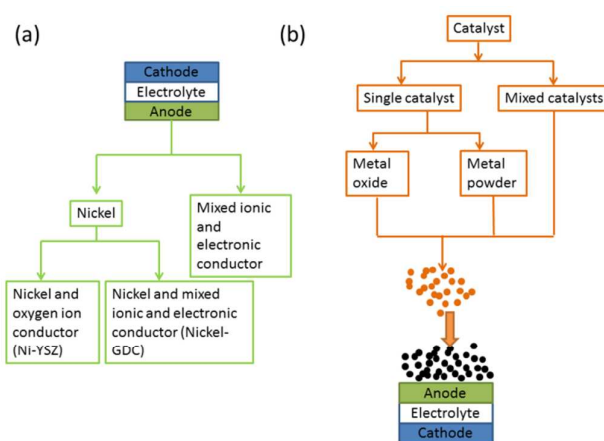 (a)
Cathode
Electrolyte
Anode
Nickel
Mixed ionic
and
electronic
conductor
Nickel and
oxygen ion
conductor
(Ni-YSZ)
Nickel and mixed
ionic and electronic
conductor (Nickel-
GDC)
(b)
Catalyst
Single catalyst
Mixed catalysts
Metal
oxide
Metal
powder
Anode
Electrolyte
Cathode